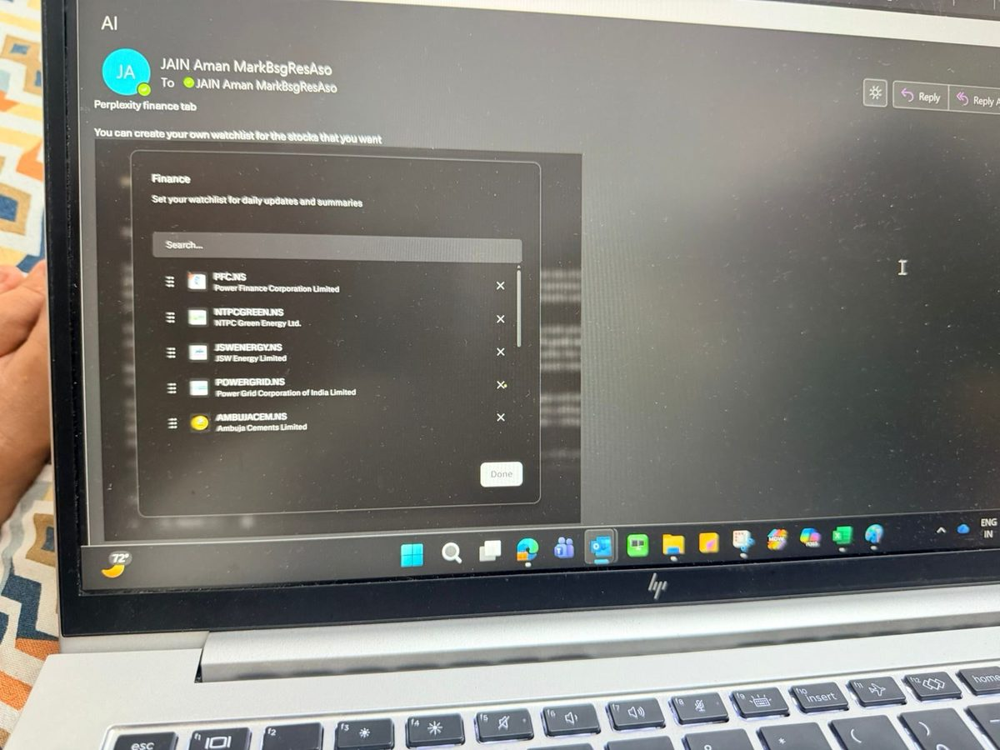 AI
JA
JAIN Aman MarkBsgResAso
To JAIN Aman MarkBsgResAso
Reply
Reply A
Perplexity finance tab
You can create your own watchlist for the stocks that you want
Finance
Set your watchlist for daily updates and summaries
Search...
PFC.NS
Power Finance Corporation Limited
NTPCGREEN.NS
NTPC Green Energy Ltd.
JSWENERGY.NS
JSW Energy Limited
POWERGRID.NS
Power Grid Corporation of India Limited
AMBUJACEM.NS
Ambuja Cements Limited
Done
72°
MDW
ENG
IN
hp
esc
f1
f2
f3
f4
f5
f6
f7
f8
f9
f10 insert
f11
f12
home
*
(
)